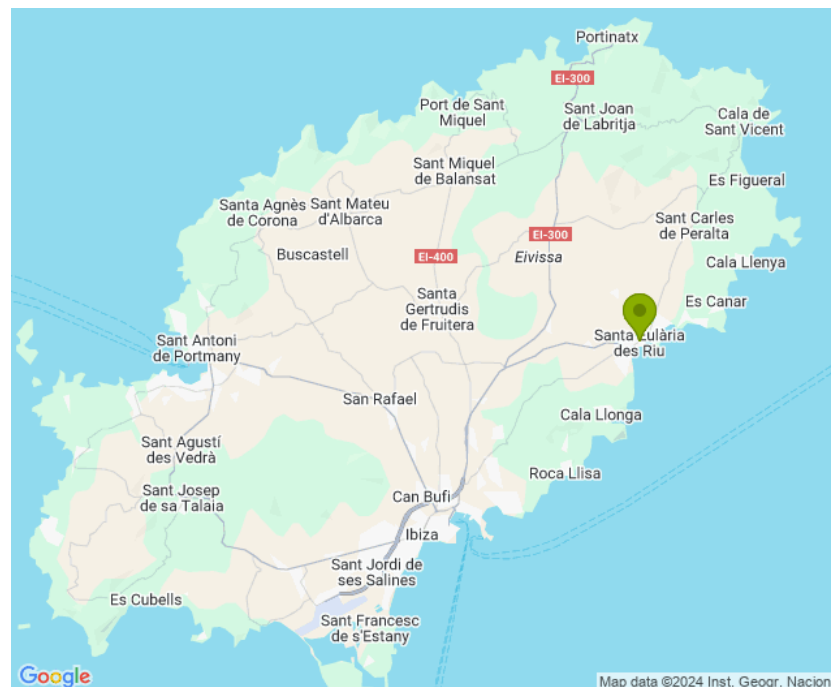 Portinatx
EI-300
Port de Sant
Miquel
Sant Joan
de Labritja
Cala de
Sant Vicent
Sant Miquel
de Balansat
Es Figueral
Santa Agnès
de Corona
Sant Mateu
d'Albarca
Sant Carles
de Peralta
EI-300
Buscastell
EI-400
Eivissa
Cala Llenya
Santa
Gertrudis
de Fruitera
Es Canar
Sant Antoni
de Portmany
Santa Eulària
des Riu
San Rafael
Cala Llonga
Sant Agustí
des Vedrà
Roca Llisa
Sant Josep
de sa Talaia
Can Bufi
Ibiza
Sant Jordi de
ses Salines
Es Cubells
Sant Francesc
de s'Estany
Google
Map data ©2024 Inst. Geogr. Nacion